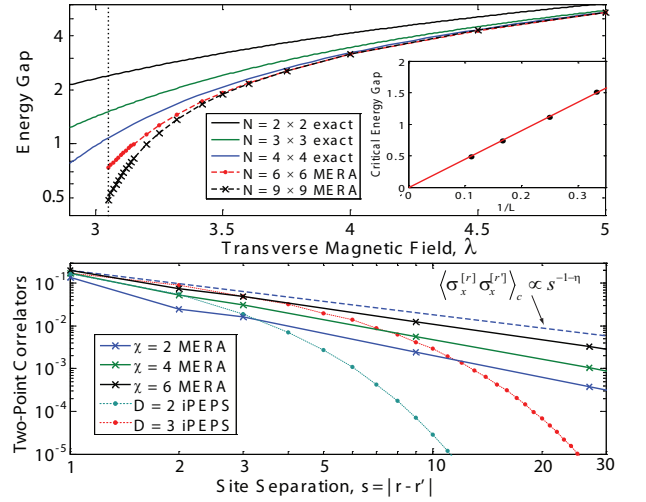 Energy Gap
4
2
1
0.5
N = 2 × 2 exact
N = 3 × 3 exact
N = 4 × 4 exact
N = 6 × 6 MERA
N = 9 × 9 MERA
Critical Energy Gap
2
1.5
1
0.5
0
0 0.1 0.2 0.3
1/L
3 3.5 4 4.5 5
Transverse Magnetic Field, λ
Two-Point Correlators
10⁻¹
10⁻²
10⁻³
10⁻⁴
10⁻⁵
⟨σₓ^[r] σₓ^[r']⟩_c ∝ s^−1−η
χ = 2 MERA
χ = 4 MERA
χ = 6 MERA
D = 2 iPEPS
D = 3 iPEPS
1 2 3 5 10 20 30
Site Separation, s = |r - r'|